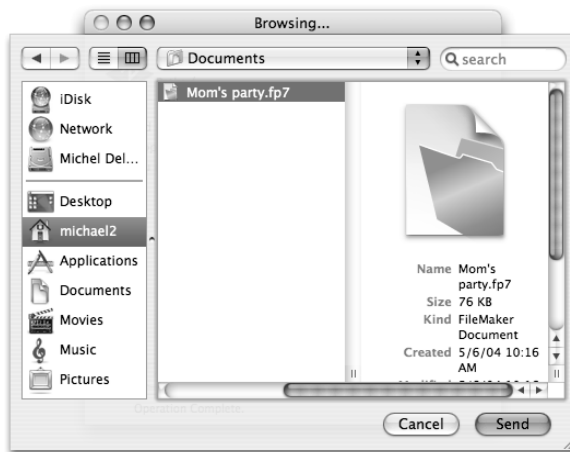 Browsing...
Documents
search
iDisk
Network
Michel Del...
Desktop
michael2
Applications
Documents
Movies
Music
Pictures
Mom's party.fp7
Name Mom's
party.fp7
Size 76 KB
Kind FileMaker
Document
Created 5/6/04 10:16
AM
Operation Complete.
Cancel
Send